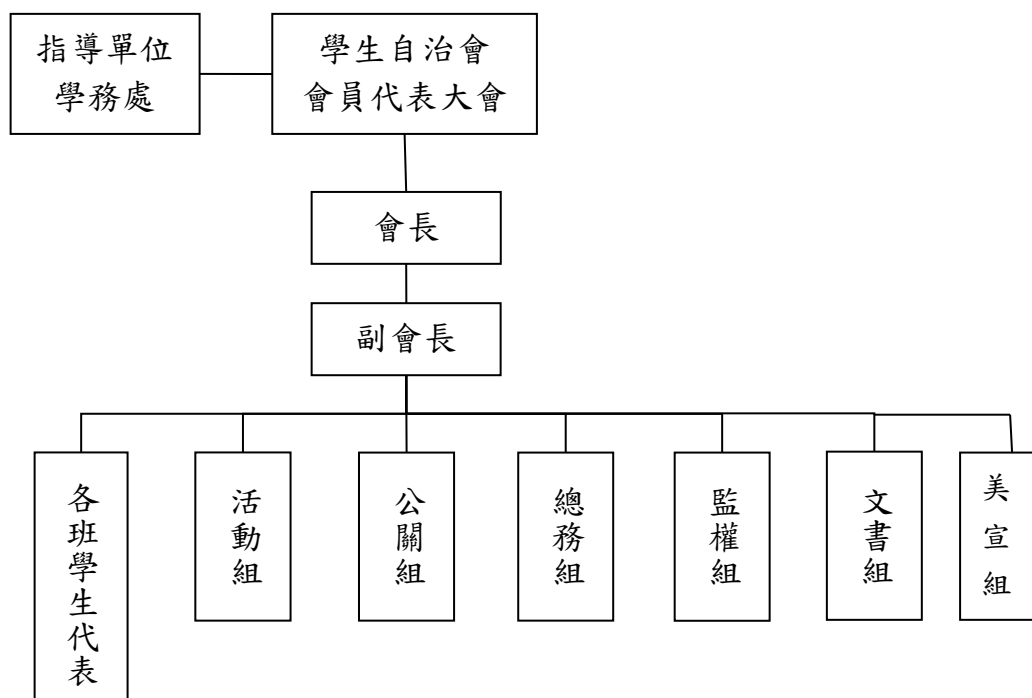 指導單位
學務處
學生自治會
會員代表大會
會長
副會長
各班學生代表
活動組
公關組
總務組
監權組
文書組
美宣組